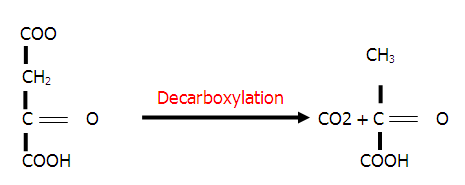 COO
CH₂
C = O
COOH
Decarboxylation
CH₃
CO2 + C = O
COOH